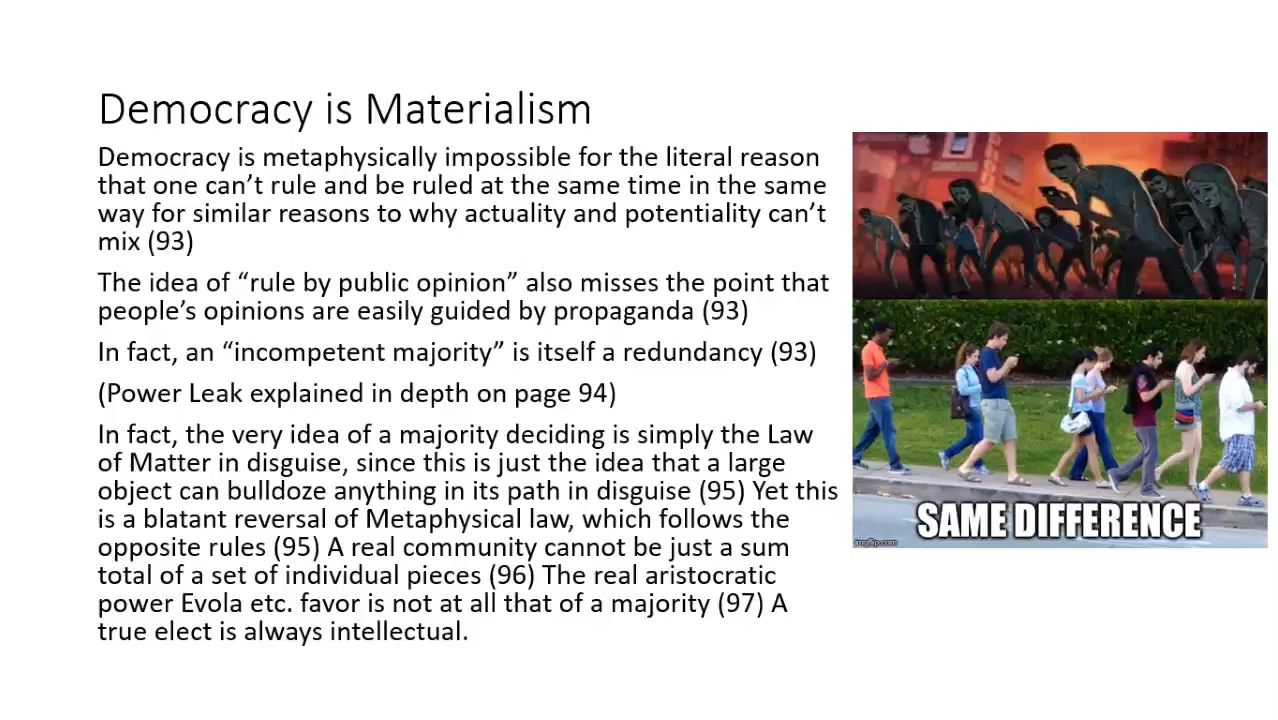 Democracy is Materialism
Democracy is metaphysically impossible for the literal reason
that one can’t rule and be ruled at the same time in the same
way for similar reasons to why actuality and potentiality can’t
mix (93)
The idea of “rule by public opinion” also misses the point that
people’s opinions are easily guided by propaganda (93)
In fact, an “incompetent majority” is itself a redundancy (93)
(Power Leak explained in depth on page 94)
In fact, the very idea of a majority deciding is simply the Law
of Matter in disguise, since this is just the idea that a large
object can bulldoze anything in its path in disguise (95) Yet this
is a blatant reversal of Metaphysical law, which follows the
opposite rules (95) A real community cannot be just a sum
total of a set of individual pieces (96) The real aristocratic
power Evola etc. favor is not at all that of a majority (97) A
true elect is always intellectual.
SAME DIFFERENCE
imgflip.com